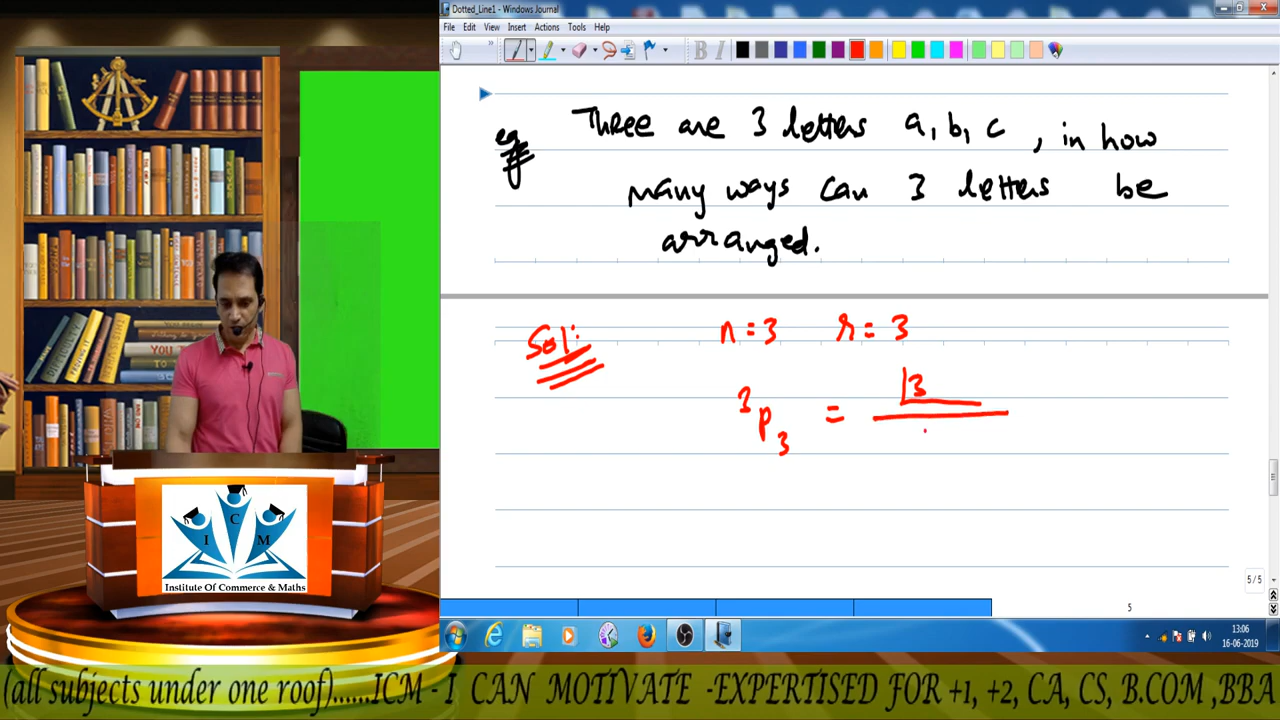 Dotted_Line1 - Windows Journal
File Edit View Insert Actions Tools Help
B I U
eg
Three are 3 letters a, b, c , in how
many ways can 3 letters be
arranged.
Sol:
n = 3 r = 3
3P3 = |3
5/5
5
13:06
16-06-2019
I C M
Institute Of Commerce & Maths
YOU
(all subjects under one roof)......ICM - I CAN MOTIVATE -EXPERTISED FOR +1, +2, CA, CS, B.COM ,BBA